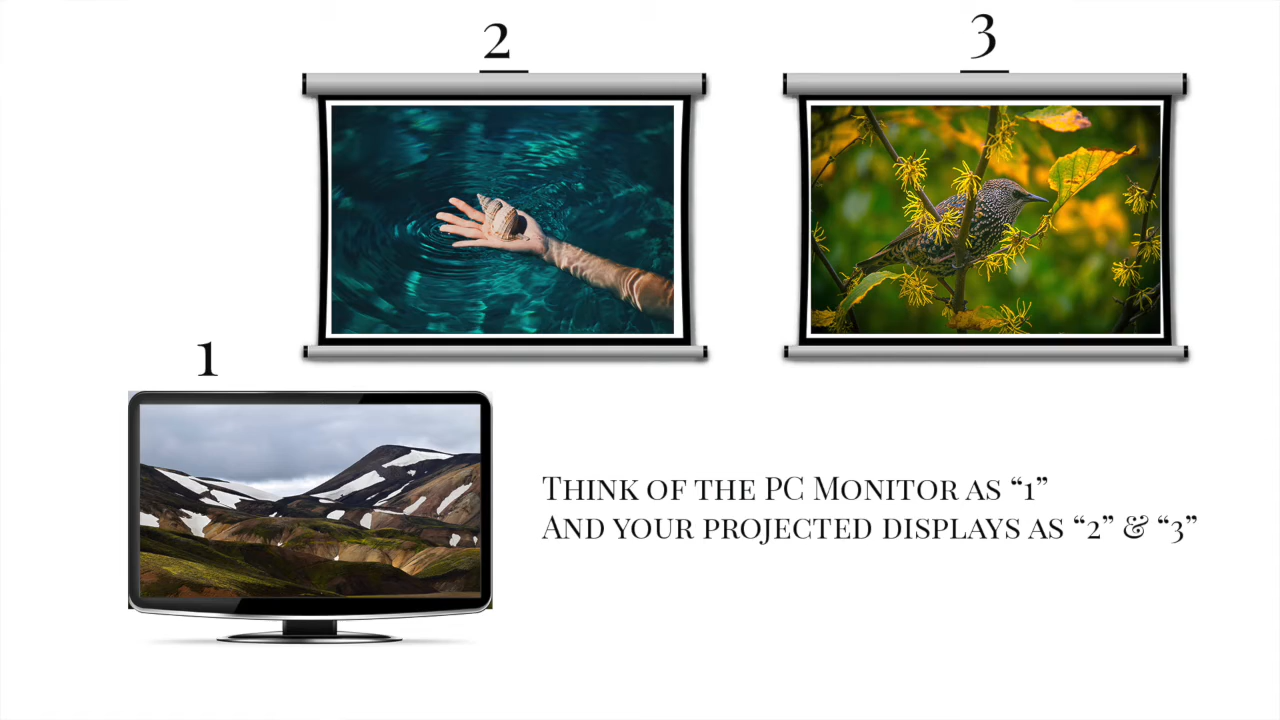 2
3
1
Think of the PC Monitor as “1”
And your projected displays as “2” & “3”